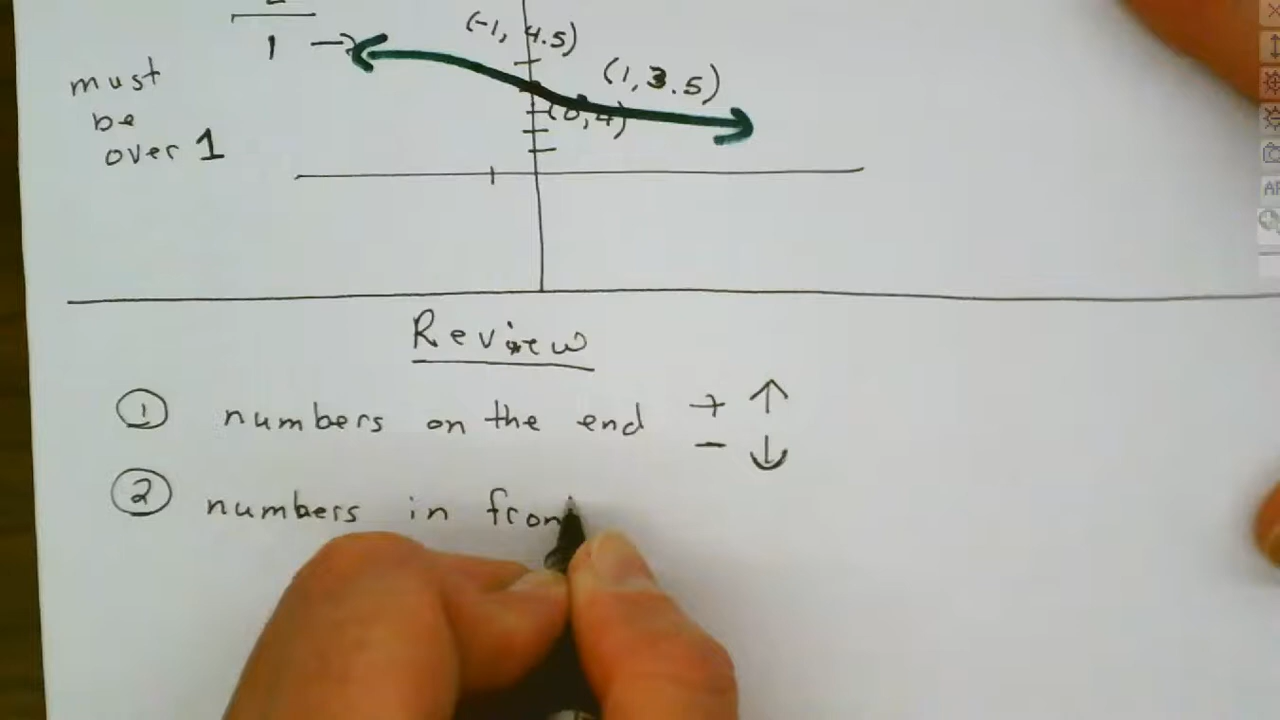 1 →
(-1, 4.5)
(1, 3.5)
(0, 4)
must
be
over 1
Review
① numbers on the end + ↑
- ↓
② numbers in fron